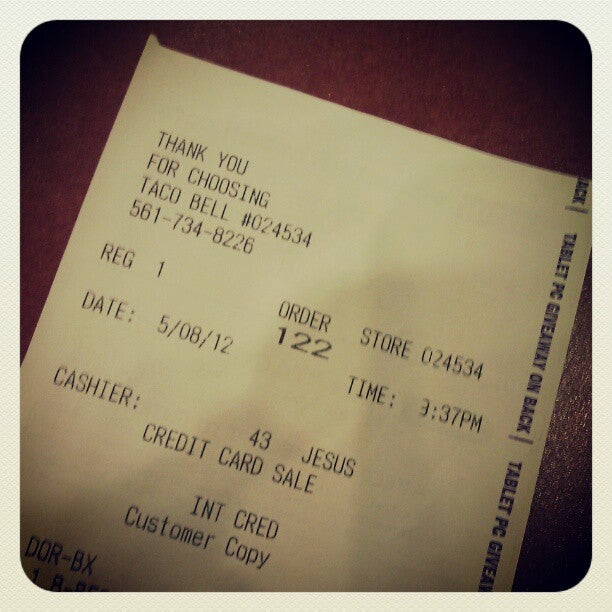 THANK YOU
FOR CHOOSING
TACO BELL #024534
561-734-8226
REG 1
ORDER STORE 024534
122
DATE: 5/08/12 TIME: 3:37PM
CASHIER: 43 JESUS
CREDIT CARD SALE
INT CRED
Customer Copy
DOR-BX
BACK
TABLET PC GIVEAWAY ON BACK
TABLET PC GIVEA